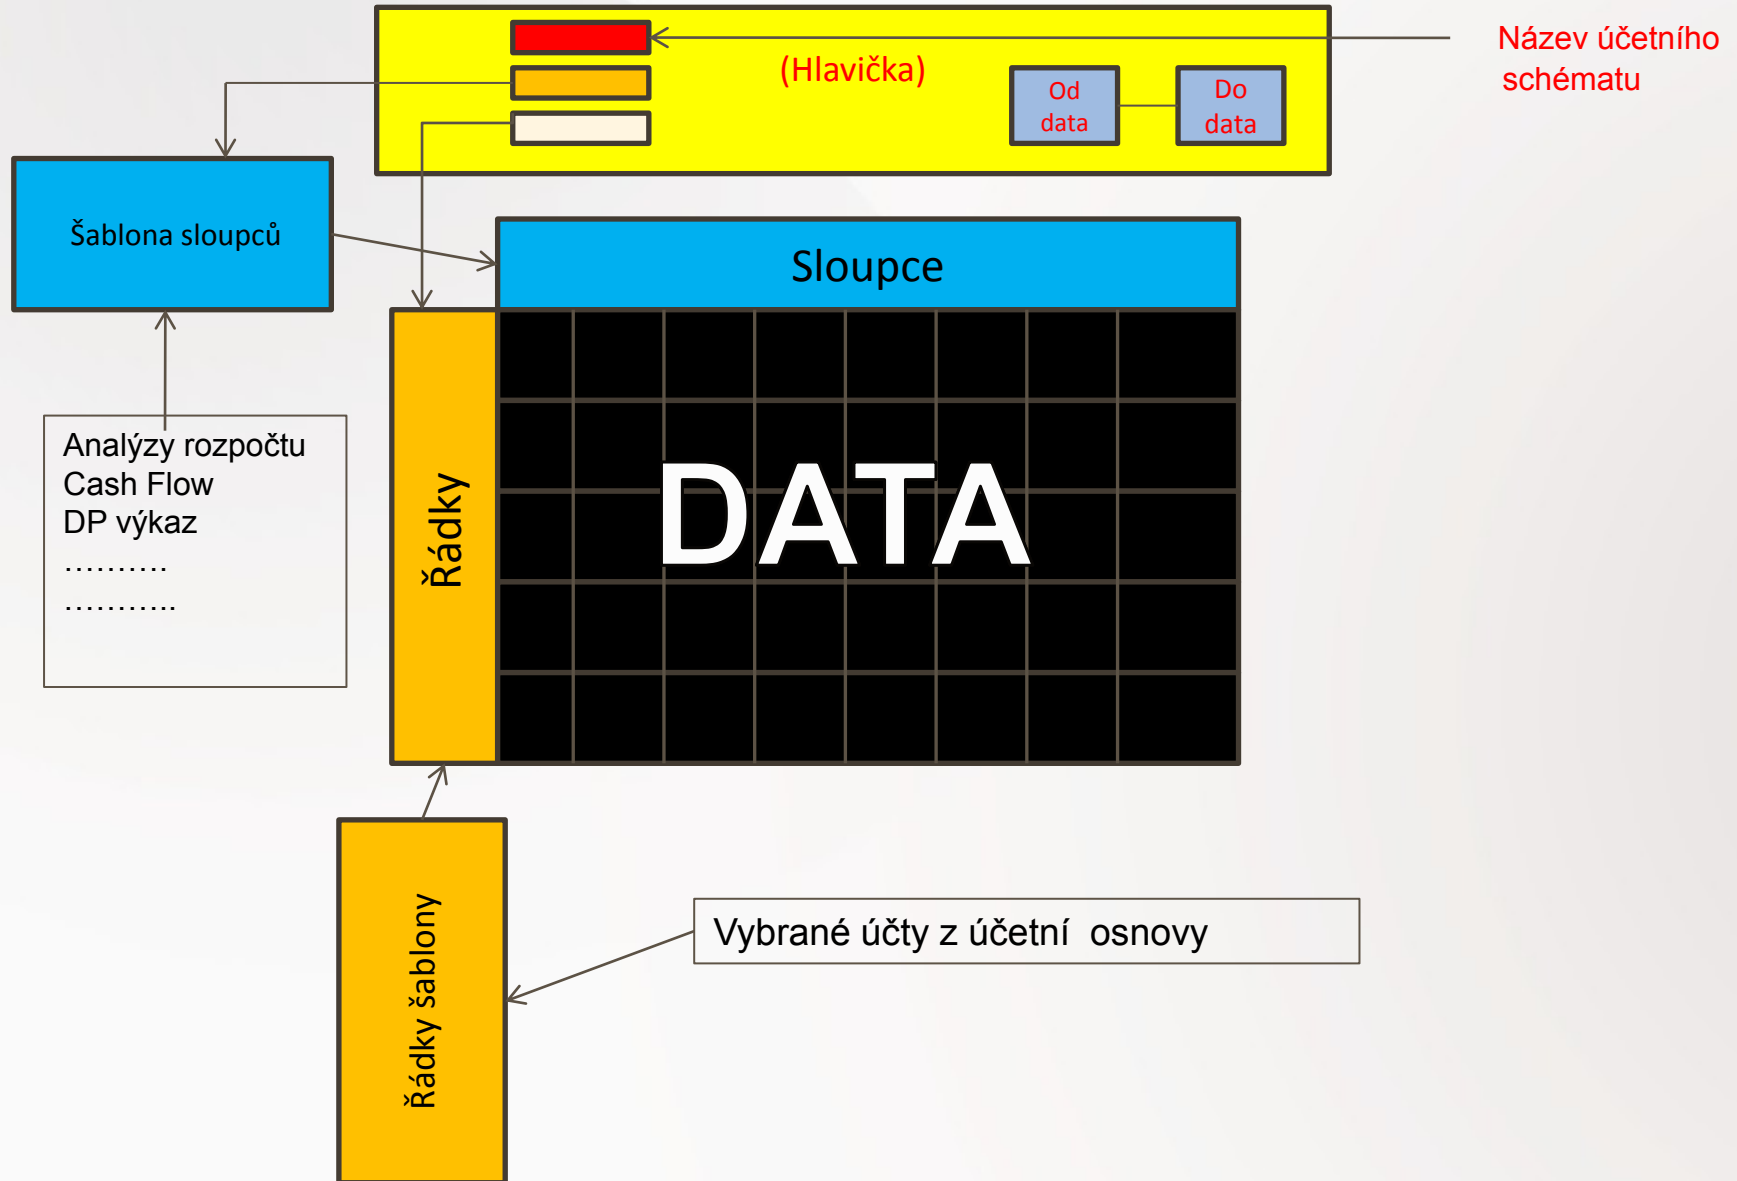 Název účetního
schématu
(Hlavička)
Od
data
Do
data
Šablona sloupců
Sloupce
Analýzy rozpočtu
Cash Flow
DP výkaz
……….
………..
Řádky
DATA
Řádky šablony
Vybrané účty z účetní  osnovy